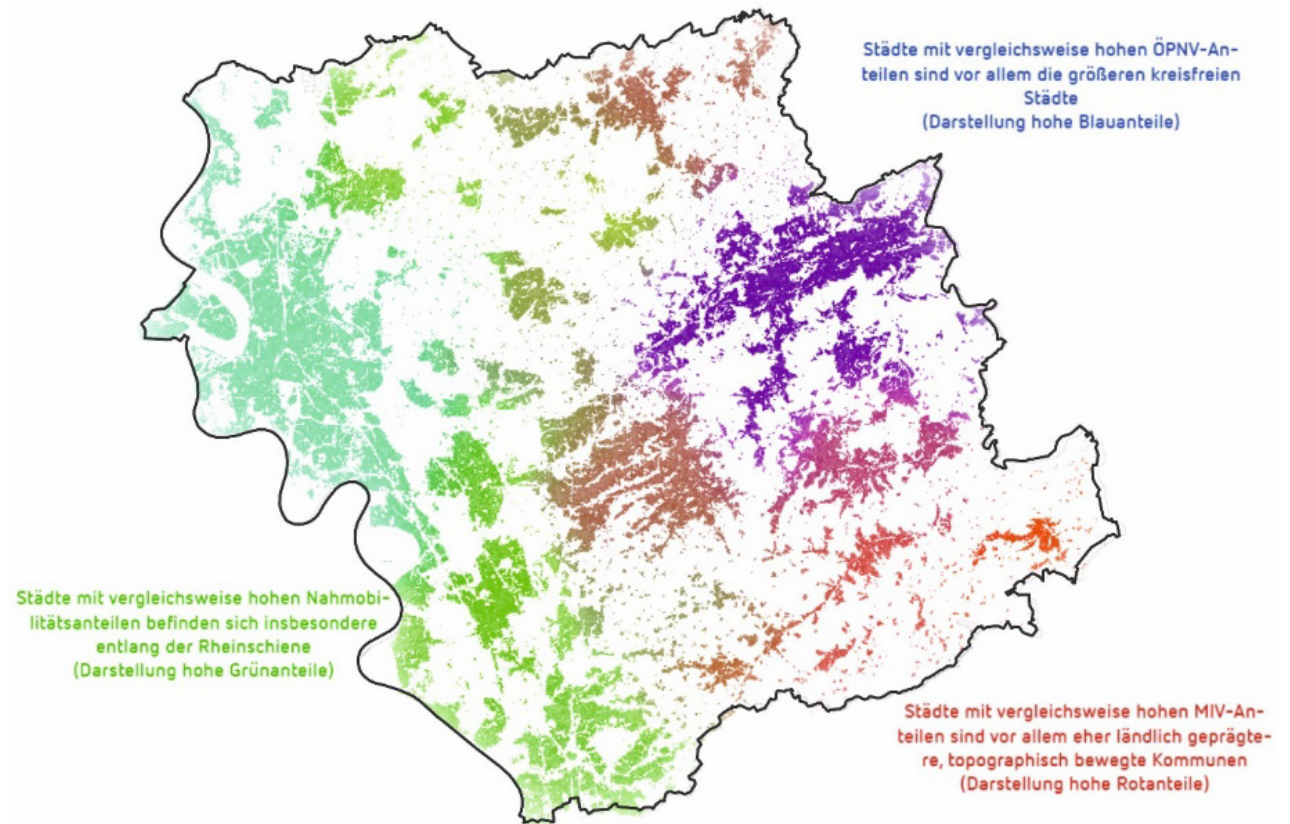 Städte mit vergleichsweise hohen ÖPNV-An-
teilen sind vor allem die größeren kreisfreien
Städte
(Darstellung hohe Blauanteile)
Städte mit vergleichsweise hohen Nahmobi-
litätsanteilen befinden sich insbesondere
entlang der Rheinschiene
(Darstellung hohe Grünanteile)
Städte mit vergleichsweise hohen MIV-An-
teilen sind vor allem eher ländlich geprägte-
re, topographisch bewegte Kommunen
(Darstellung hohe Rotanteile)